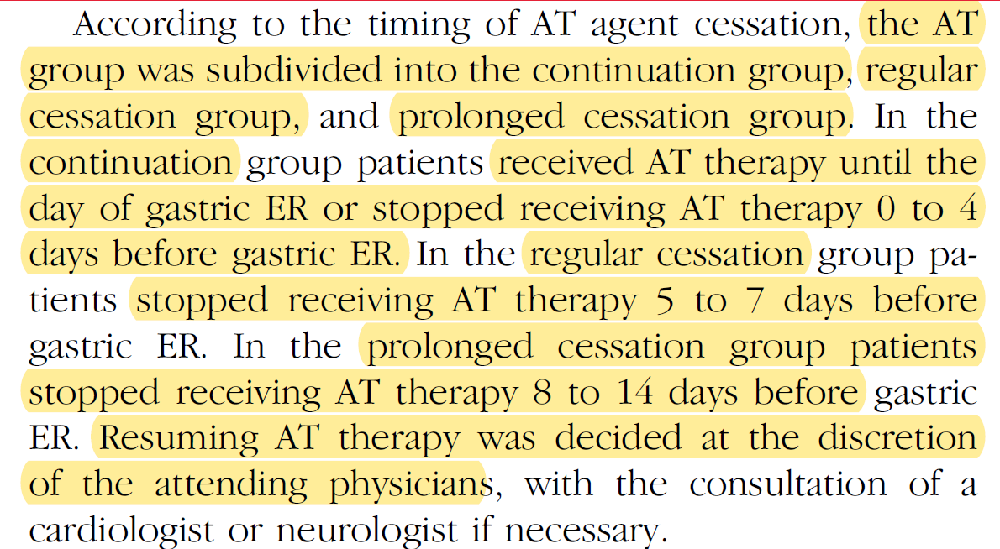 According to the timing of AT agent cessation, the AT
group was subdivided into the continuation group, regular
cessation group, and prolonged cessation group. In the
continuation group patients received AT therapy until the
day of gastric ER or stopped receiving AT therapy 0 to 4
days before gastric ER. In the regular cessation group pa-
tients stopped receiving AT therapy 5 to 7 days before
gastric ER. In the prolonged cessation group patients
stopped receiving AT therapy 8 to 14 days before gastric
ER. Resuming AT therapy was decided at the discretion
of the attending physicians, with the consultation of a
cardiologist or neurologist if necessary.